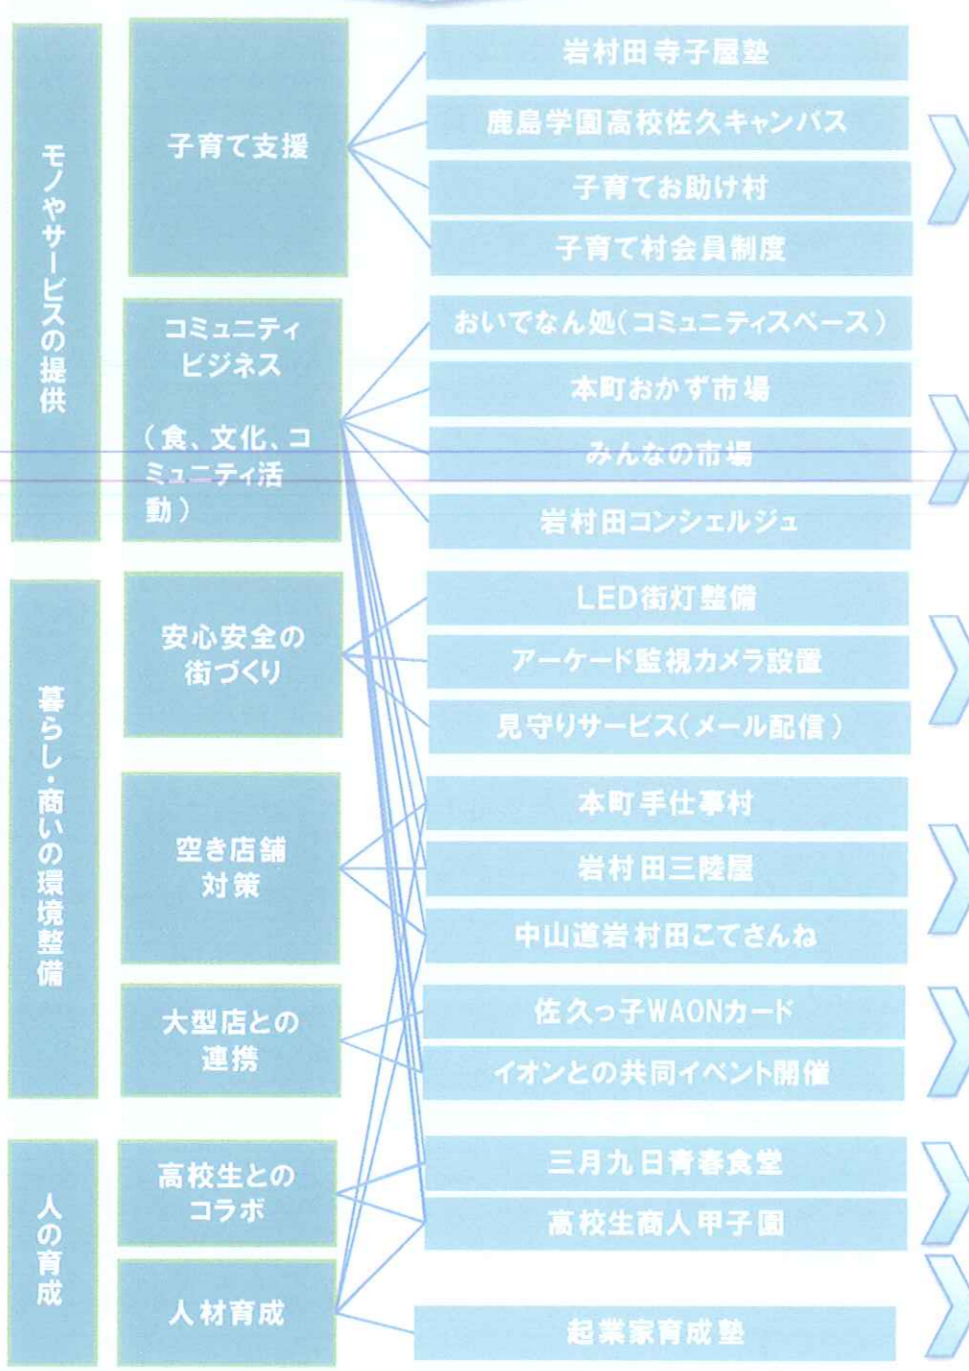 モノやサービスの提供
子育て支援
岩村田寺子屋塾
鹿島学園高校佐久キャンパス
子育てお助け村
子育て村会員制度
コミュニティ
ビジネス
(食、文化、コ
ミュニティ活
動)
おいでなん処(コミュニティスペース)
本町おかず市場
みんなの市場
岩村田コンシェルジュ
暮らし・商いの環境整備
安心安全の
街づくり
LED街灯整備
アーケード監視カメラ設置
見守りサービス(メール配信)
空き店舗
対策
本町手仕事村
岩村田三陸屋
中山道岩村田こてさんね
大型店との
連携
佐久っ子WAONカード
イオンとの共同イベント開催
人の育成
高校生との
コラボ
三月九日青春食堂
高校生商人甲子園
人材育成
起業家育成塾